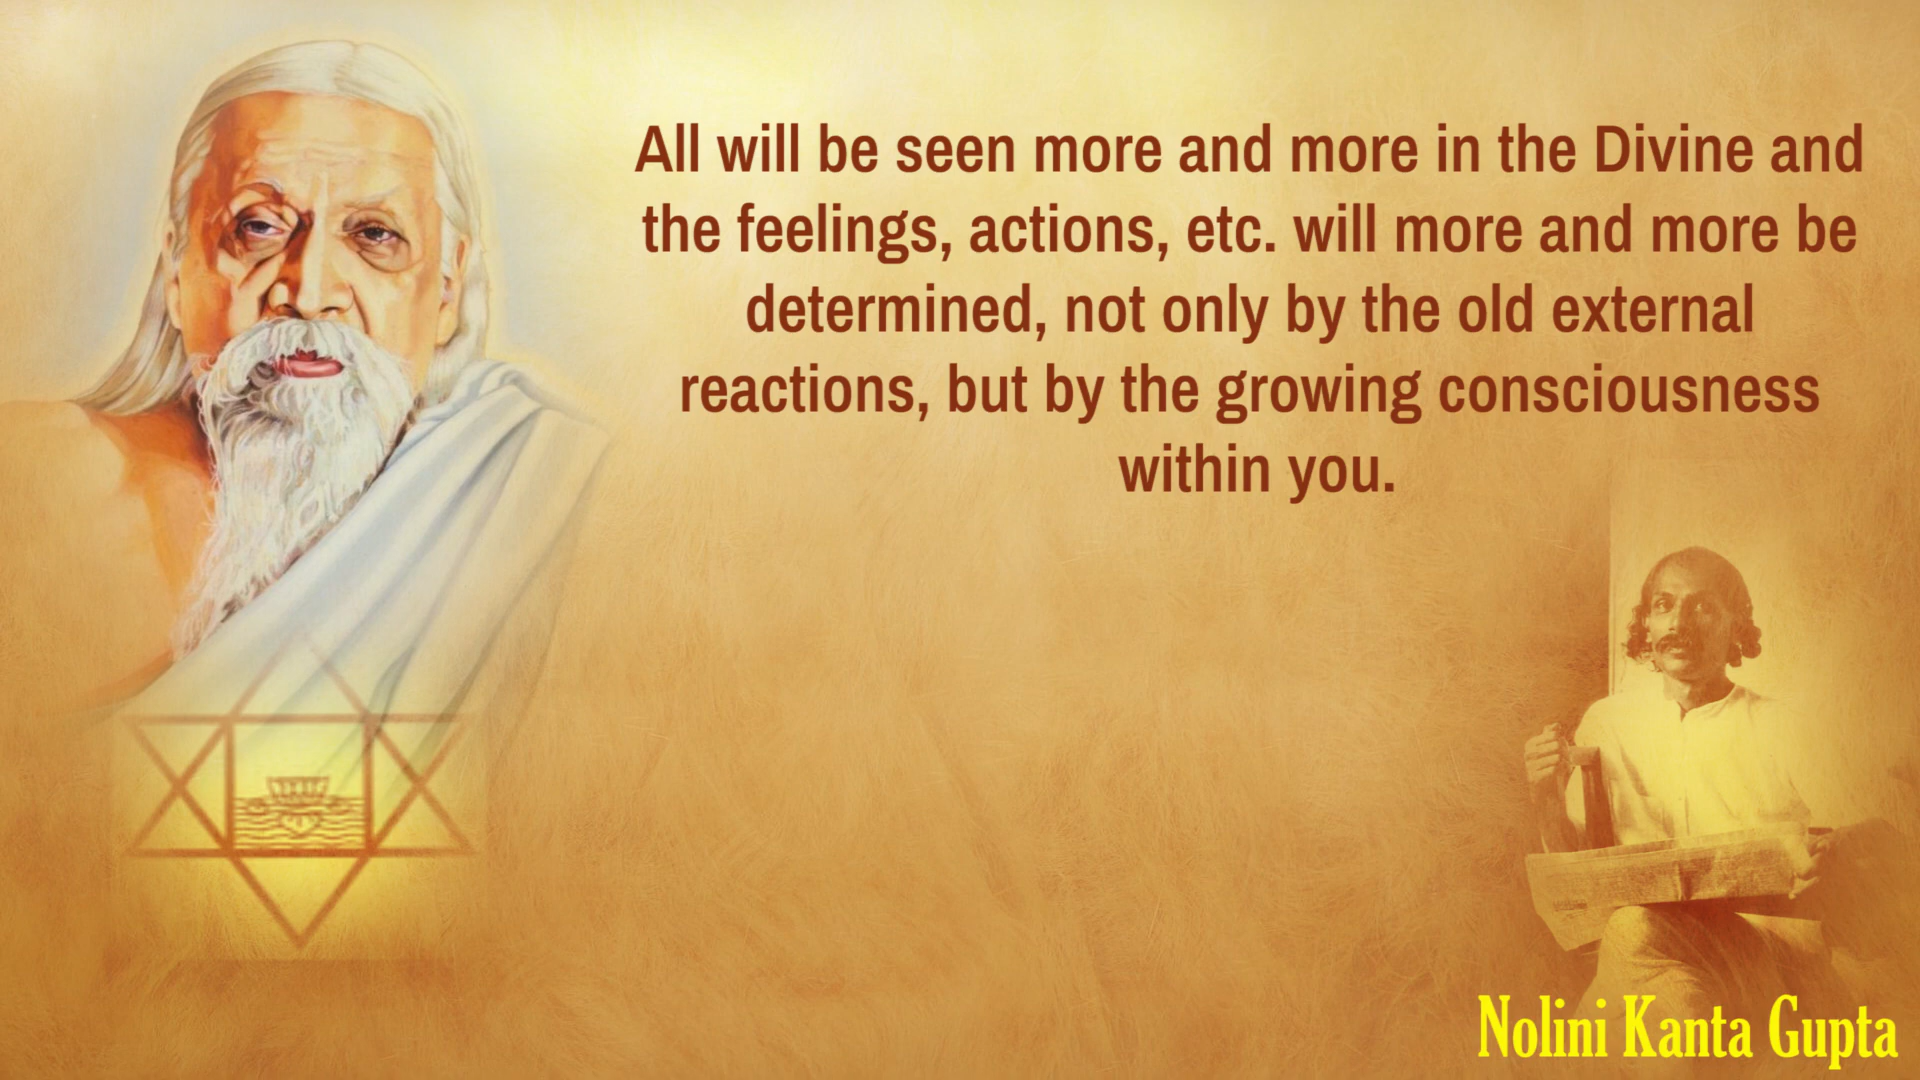 All will be seen more and more in the Divine and
the feelings, actions, etc. will more and more be
determined, not only by the old external
reactions, but by the growing consciousness
within you.
Nolini Kanta Gupta